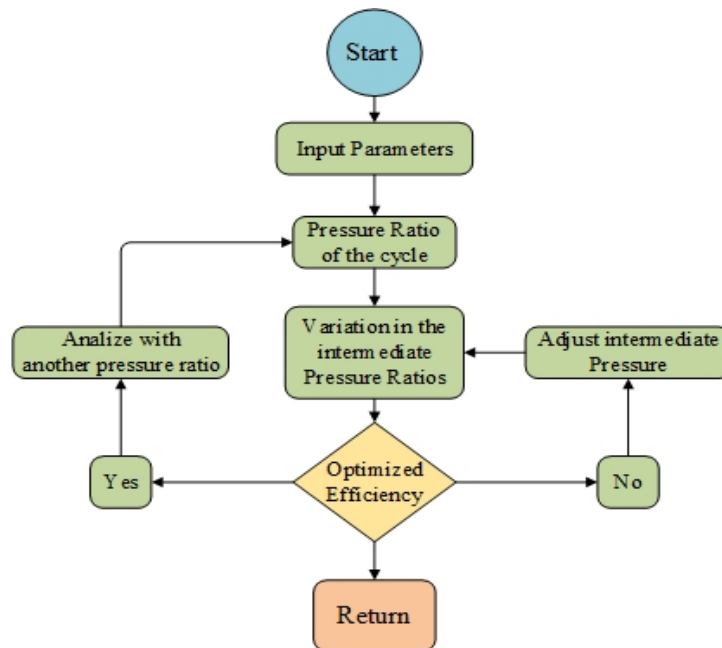 Start
Input Parameters
Pressure Ratio
of the cycle
Variation in the
intermediate
Pressure Ratios
Analize with
another pressure ratio
Adjust intermediate
Pressure
Optimized
Efficiency
Yes
No
Return